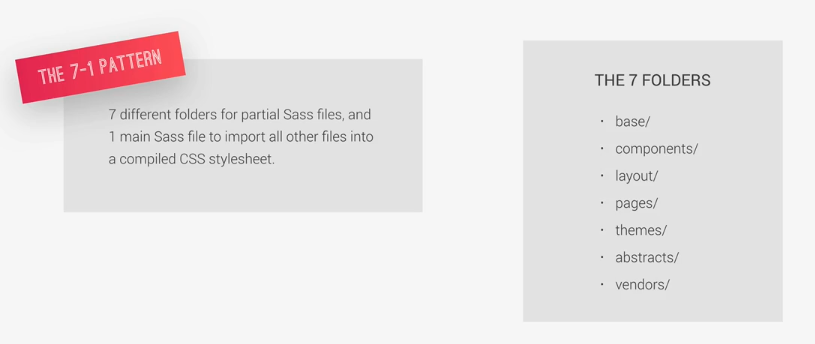 THE 7-1 PATTERN
7 different folders for partial Sass files, and
1 main Sass file to import all other files into
a compiled CSS stylesheet.
THE 7 FOLDERS
· base/
· components/
· layout/
· pages/
· themes/
· abstracts/
· vendors/